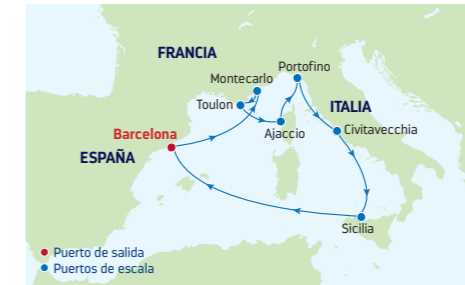 FRANCIA
Portofino
Montecarlo
Toulon
ITALIA
Ajaccio
Civitavecchia
Barcelona
ESPAÑA
Sicilia
Puerto de salida
Puertos de escala